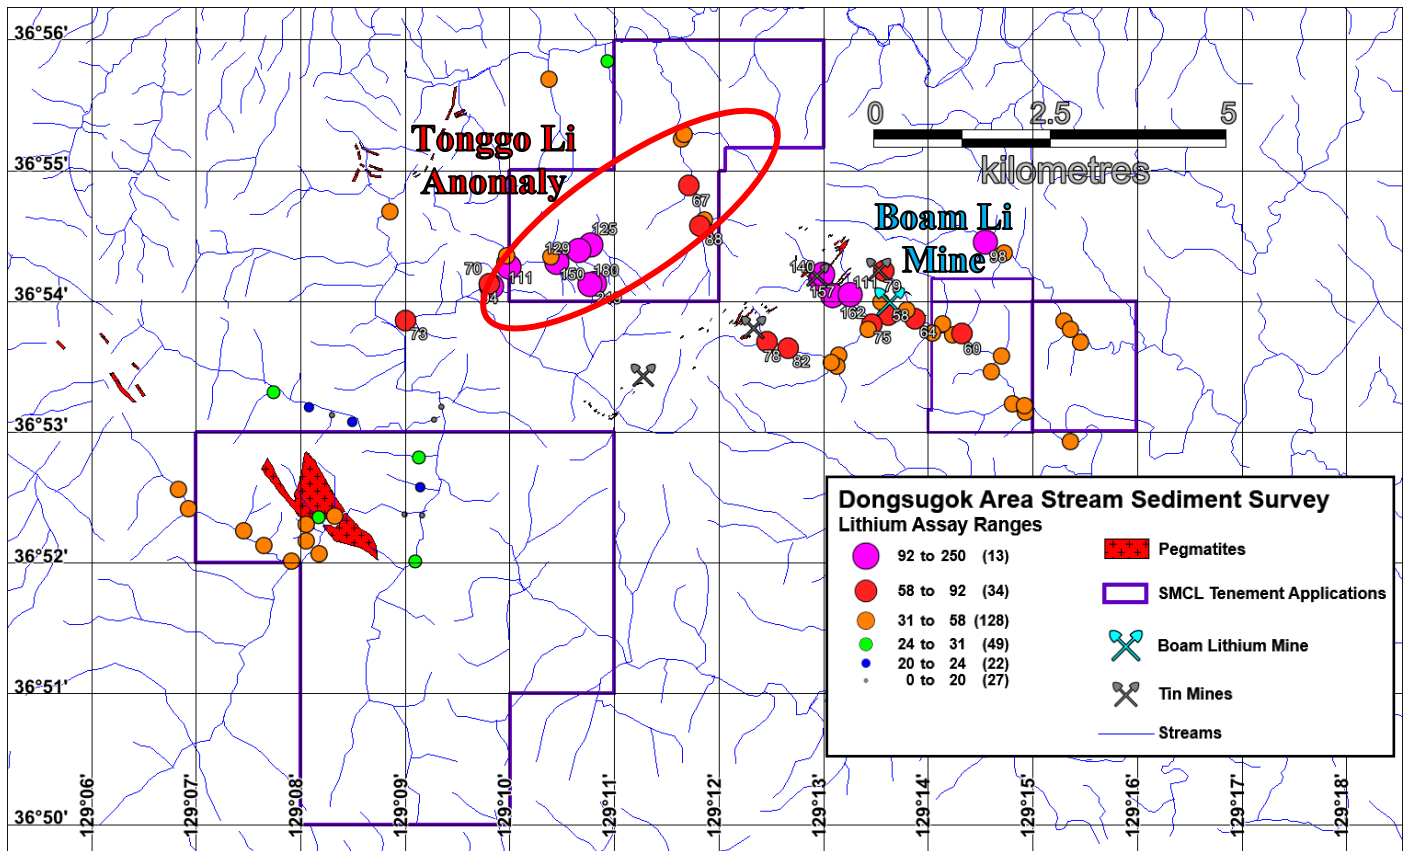 36°56'
36°55'
36°54'
36°53'
36°52'
36°51'
36°50'
Tonggo Li
Anomaly
0 2.5 5
kilometres
Boam Li
Mine
67
88
125
129
150
180
70
111
73
140
157
162
111
79
58
75
64
60
98
78
82
Dongsugok Area Stream Sediment Survey
Lithium Assay Ranges
92 to 250 (13)
58 to 92 (34)
31 to 58 (128)
24 to 31 (49)
20 to 24 (22)
0 to 20 (27)
Pegmatites
SMCL Tenement Applications
Boam Lithium Mine
Tin Mines
Streams
129°06'
129°07'
129°08'
129°09'
129°10'
129°11'
129°12'
129°13'
129°14'
129°15'
129°16'
129°17'
129°18'